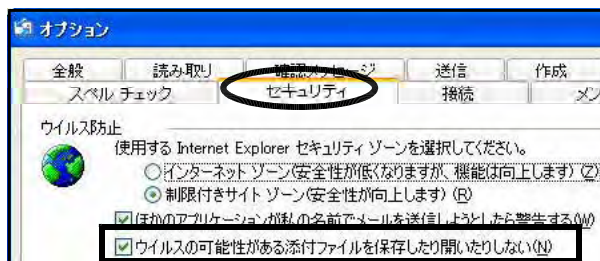 オプション
全般 読み取り 確認メッセージ 送信 作成
スペル チェック セキュリティ 接続 メン
ウイルス防止
使用する Internet Explorer セキュリティ ゾーンを選択してください。
インターネット ゾーン(安全性が低くなりますが、機能は向上します) (Z)
制限付きサイト ゾーン(安全性が向上します) (R)
ほかのアプリケーションが私の名前でメールを送信しようとしたら警告する(W)
ウイルスの可能性がある添付ファイルを保存したり開いたりしない(N)